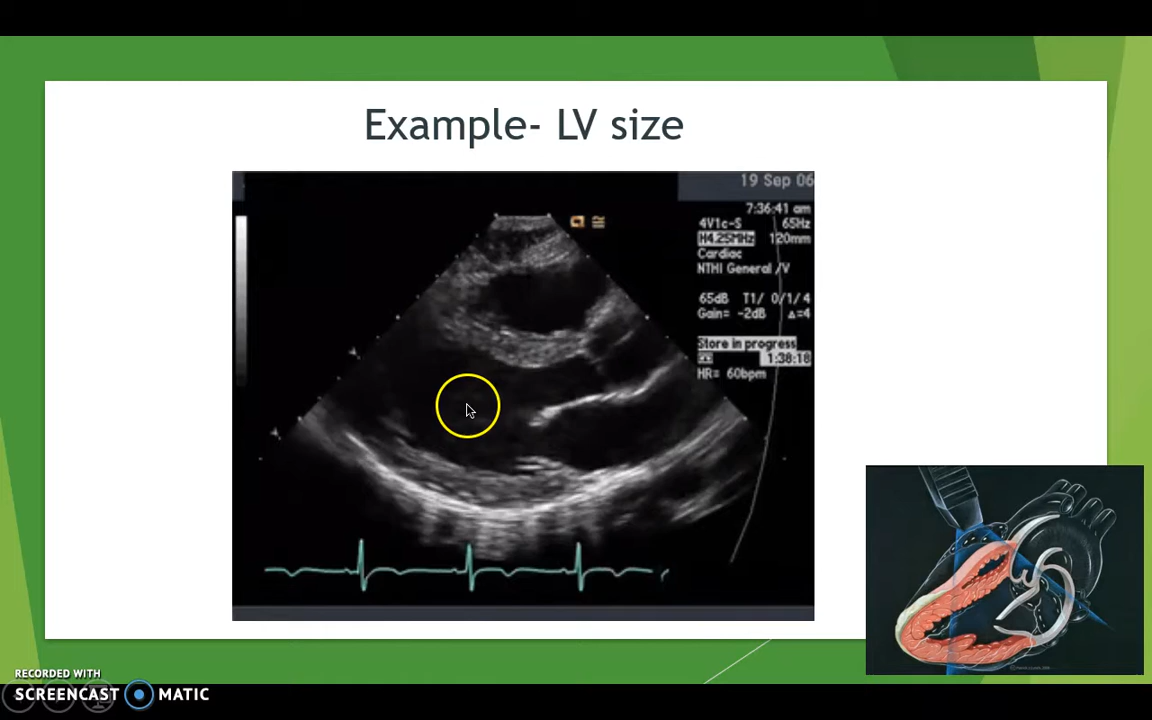 Example- LV size
19 Sep 06
7:36:41 am
4V1c-S 65Hz
H4.25MHz 120mm
Cardiac
NTHI General /V
65dB T1/ 0/1/4
Gain= -2dB Δ=4
Store in progress
1:38:18
HR= 60bpm
RECORDED WITH
SCREENCAST MATIC